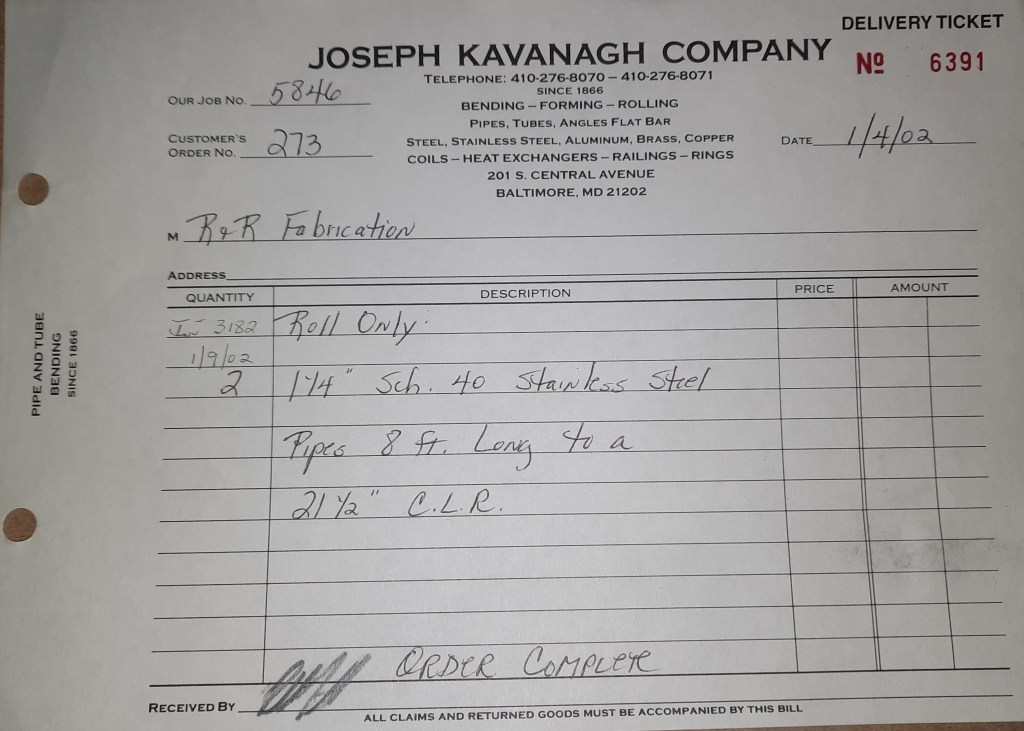 DELIVERY TICKET
JOSEPH KAVANAGH COMPANY
Nº 6391
TELEPHONE: 410-276-8070 – 410-276-8071
SINCE 1866
OUR JOB NO. 5846
BENDING – FORMING – ROLLING
PIPES, TUBES, ANGLES FLAT BAR
CUSTOMER'S
ORDER NO. 273
STEEL, STAINLESS STEEL, ALUMINUM, BRASS, COPPER
DATE 1/4/02
COILS – HEAT EXCHANGERS – RAILINGS – RINGS
201 S. CENTRAL AVENUE
BALTIMORE, MD 21202
M R & R Fabrication
ADDRESS
QUANTITY DESCRIPTION PRICE AMOUNT
3182 Roll Only.
1/9/02
2 1 1/4" Sch. 40 Stainless Steel
Pipes 8 ft. Long to a
21 1/2" C.L.R.
ORDER COMPLETE
RECEIVED BY
ALL CLAIMS AND RETURNED GOODS MUST BE ACCOMPANIED BY THIS BILL
PIPE AND TUBE
BENDING
SINCE 1866